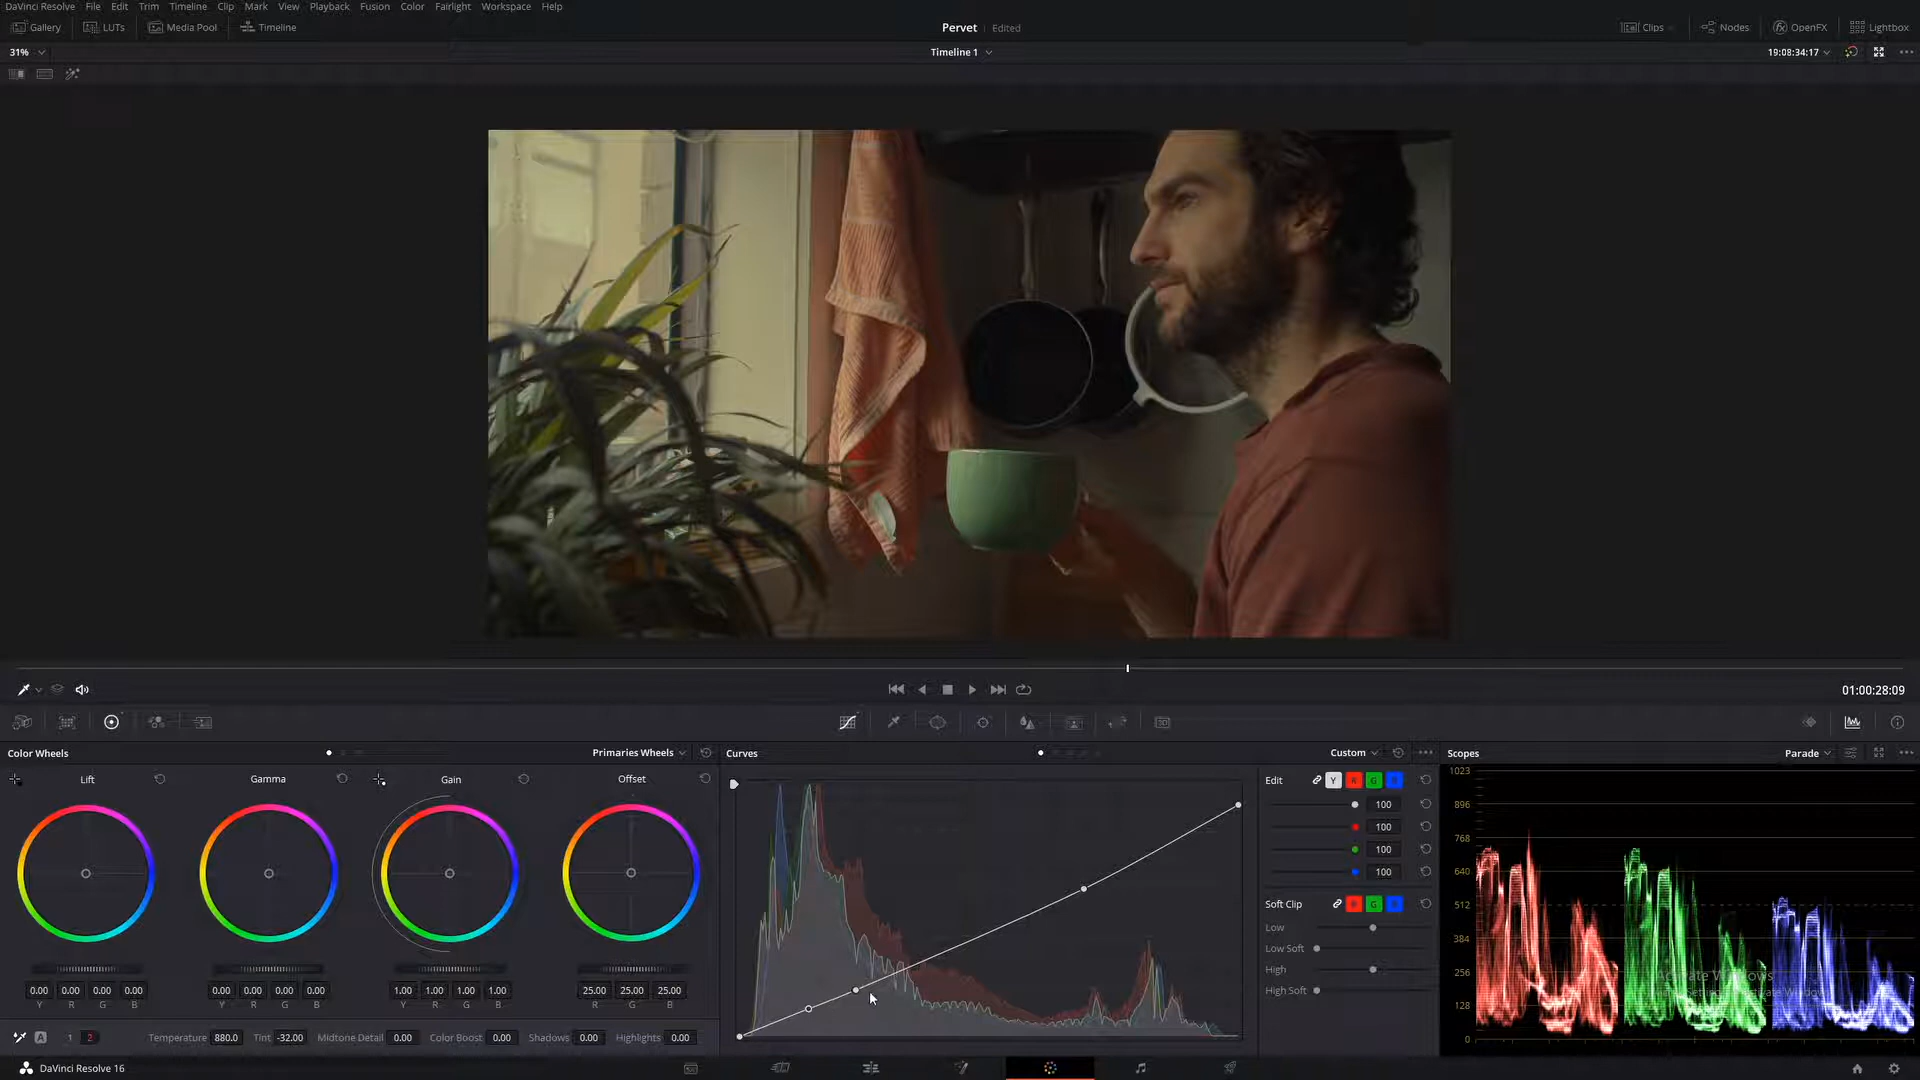 DaVinci Resolve File Edit Trim Timeline Clip Mark View Playback Fusion Color Fairlight Workspace Help
Gallery LUTs Media Pool Timeline Pervet Edited Clips Nodes OpenFX Lightbox
31% Timeline 1 19:08:34:17
01:00:28:09
Color Wheels Primaries Wheels Curves Custom Scopes Parade
Lift Gamma Gain Offset
Edit Y R G B
100
100
100
100
Soft Clip R G B
Low
Low Soft
High
High Soft
1023
896
768
640
512
384
256
128
0
0.00 0.00 0.00 0.00 0.00 0.00 0.00 0.00 1.00 1.00 1.00 1.00 25.00 25.00 25.00
Y R G B Y R G B Y R G B R G B
A 1 2 Temperature 880.0 Tint -32.00 Midtone Detail 0.00 Color Boost 0.00 Shadows 0.00 Highlights 0.00
Activate Windows
DaVinci Resolve 16